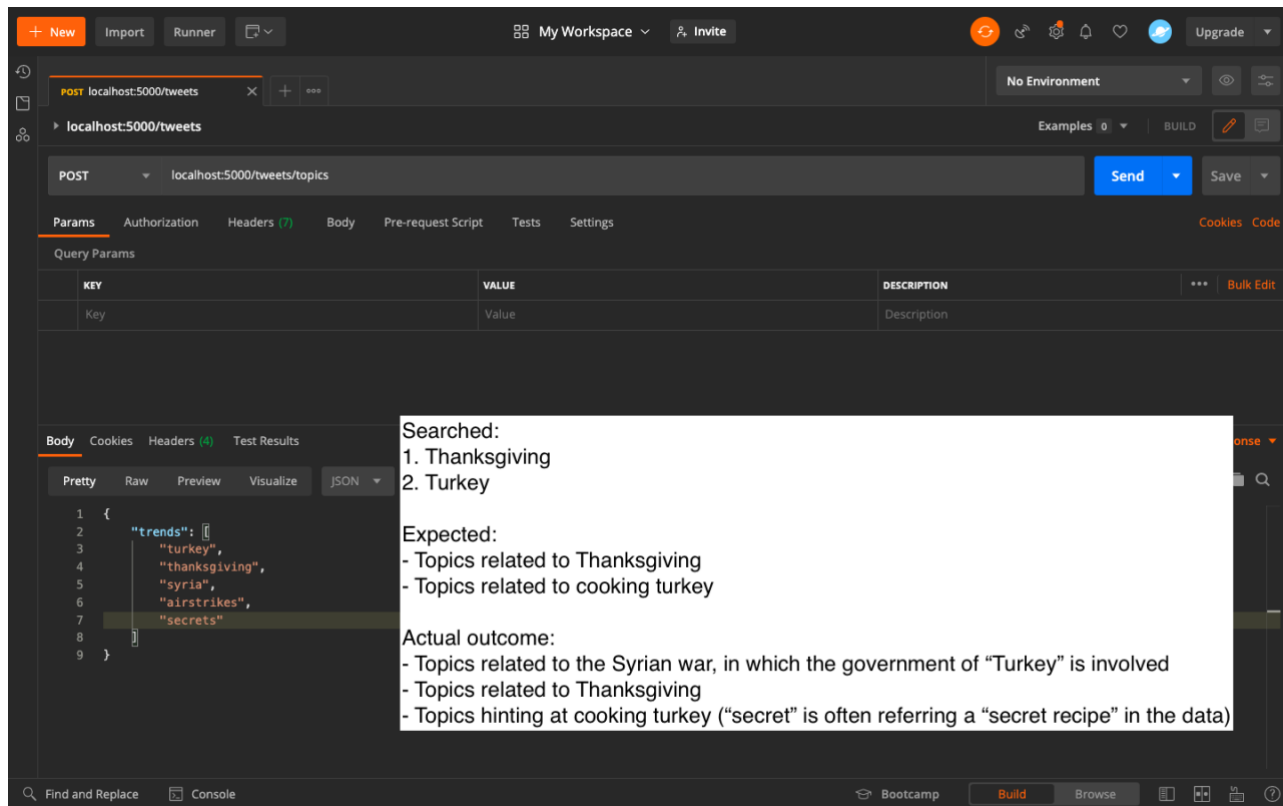 + New Import Runner My Workspace Invite Upgrade
POST localhost:5000/tweets
No Environment
localhost:5000/tweets Examples 0 BUILD
POST localhost:5000/tweets/topics Send Save
Params Authorization Headers (7) Body Pre-request Script Tests Settings Cookies Code
Query Params
KEY VALUE DESCRIPTION Bulk Edit
Key Value Description
Body Cookies Headers (4) Test Results onse
Pretty Raw Preview Visualize JSON
1 {
2 "trends": [
3 "turkey",
4 "thanksgiving",
5 "syria",
6 "airstrikes",
7 "secrets"
8 ]
9 }
Searched:
1. Thanksgiving
2. Turkey
Expected:
- Topics related to Thanksgiving
- Topics related to cooking turkey
Actual outcome:
- Topics related to the Syrian war, in which the government of “Turkey” is involved
- Topics related to Thanksgiving
- Topics hinting at cooking turkey (“secret” is often referring a “secret recipe” in the data)
Find and Replace Console Bootcamp Build Browse